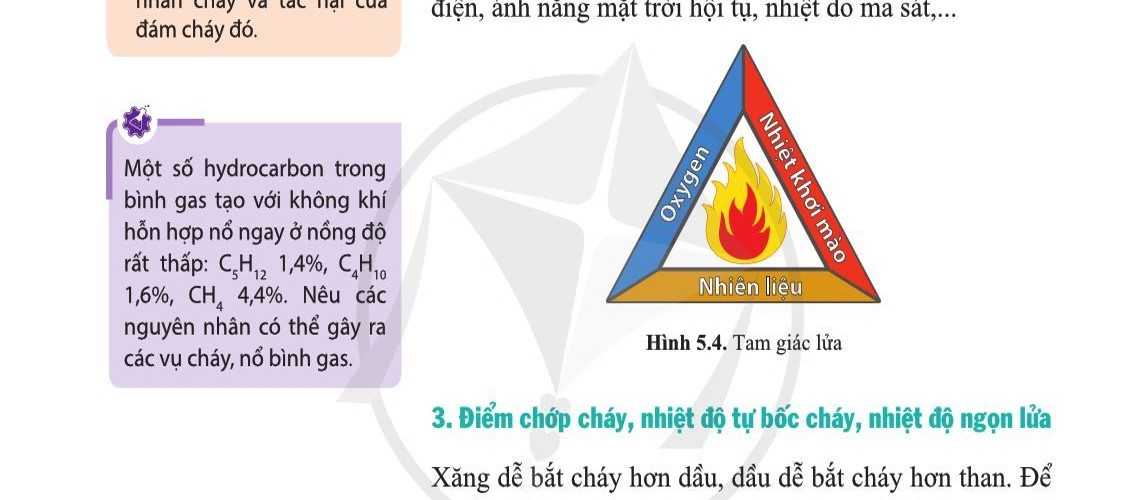 nhân cháy và tác hại của
đám cháy đó.
Một số hydrocarbon trong
bình gas tạo với không khí
hỗn hợp nổ ngay ở nồng độ
rất thấp: C₅H₁₂ 1,4%, C₄H₁₀
1,6%, CH₄ 4,4%. Nêu các
nguyên nhân có thể gây ra
các vụ cháy, nổ bình gas.
điện, ánh nắng mặt trời hội tụ, nhiệt do ma sát,...
Oxygen
Nhiệt khơi mào
Nhiên liệu
Hình 5.4. Tam giác lửa
3. Điểm chớp cháy, nhiệt độ tự bốc cháy, nhiệt độ ngọn lửa
Xăng dễ bắt cháy hơn dầu, dầu dễ bắt cháy hơn than. Để